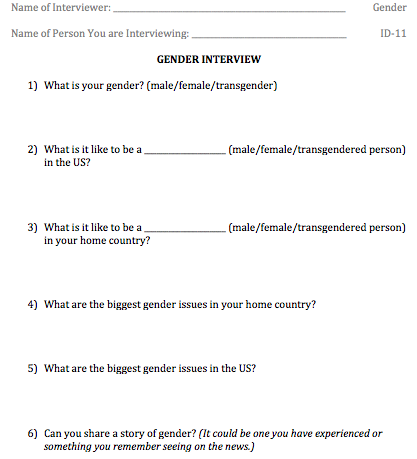 Name of Interviewer: ________________________________________ Gender
Name of Person You are Interviewing: ___________________________ ID-11
GENDER INTERVIEW
1) What is your gender? (male/female/transgender)
2) What is it like to be a ______________ (male/female/transgendered person)
in the US?
3) What is it like to be a ______________ (male/female/transgendered person)
in your home country?
4) What are the biggest gender issues in your home country?
5) What are the biggest gender issues in the US?
6) Can you share a story of gender? (It could be one you have experienced or
something you remember seeing on the news.)